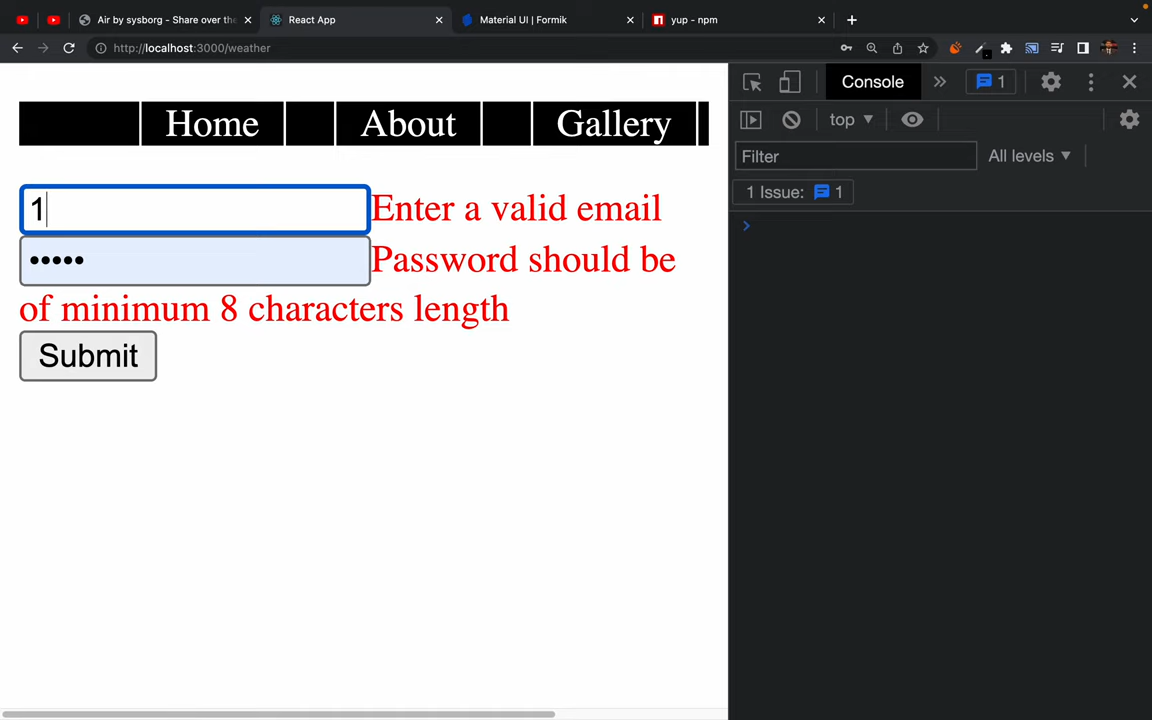 Air by sysborg - Share over the
React App
Material UI | Formik
yup - npm
http://localhost:3000/weather
Home
About
Gallery
1
Enter a valid email
•••••
Password should be
of minimum 8 characters length
Submit
Console
1
top
Filter
All levels
1 Issue:
1